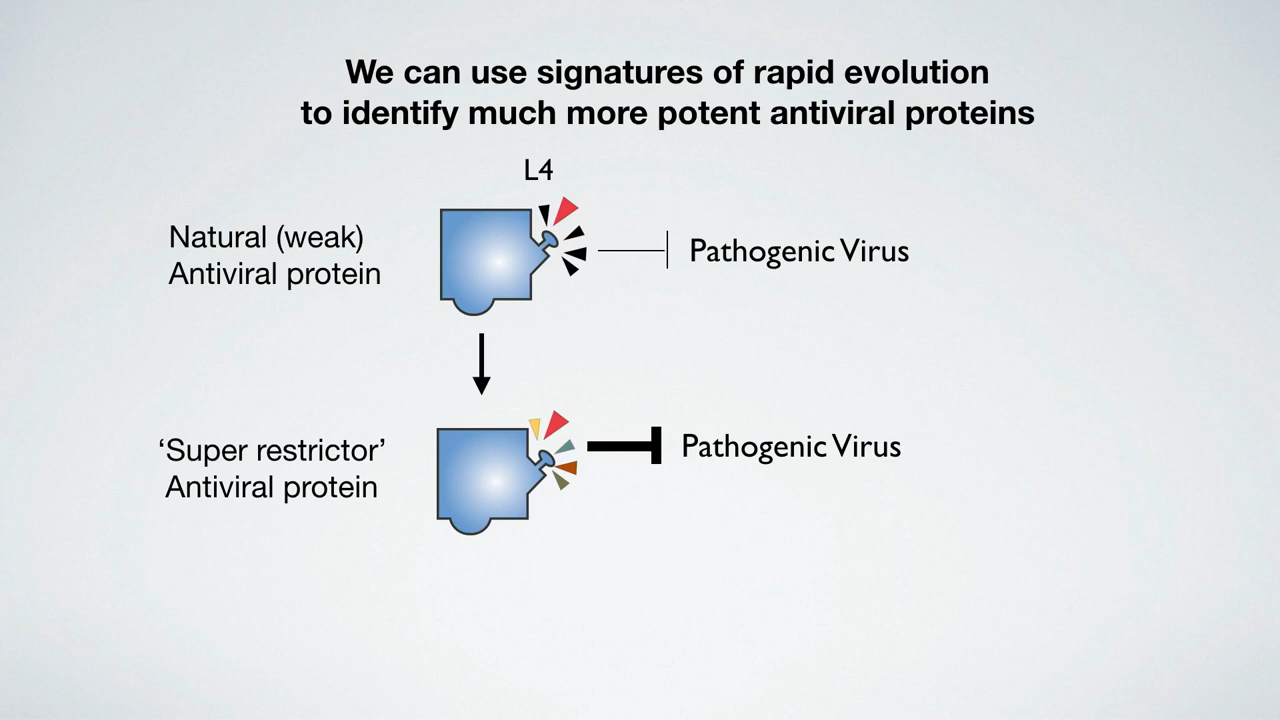 We can use signatures of rapid evolution
to identify much more potent antiviral proteins
L4
Natural (weak)
Antiviral protein
Pathogenic Virus
‘Super restrictor’
Antiviral protein
Pathogenic Virus